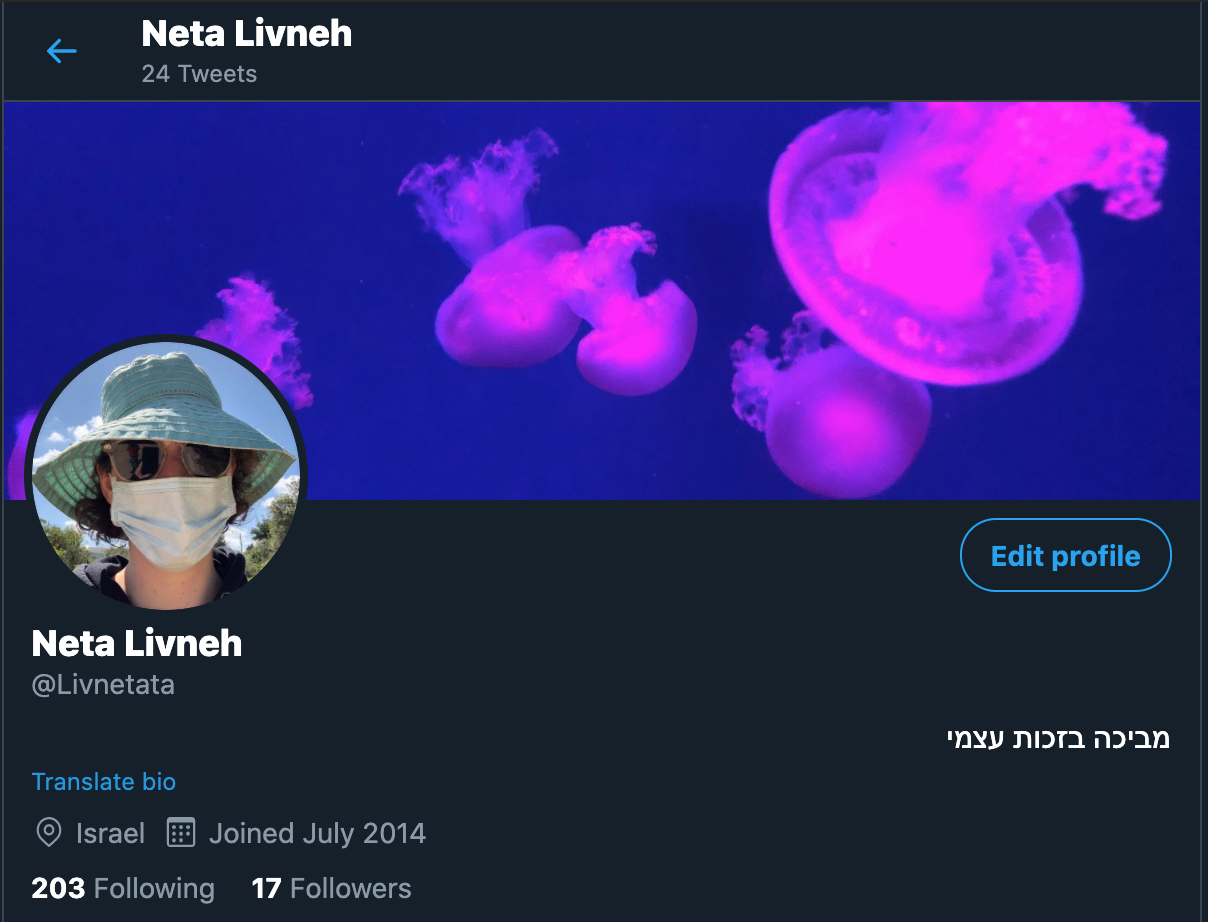 Neta Livneh
24 Tweets
Edit profile
Neta Livneh
@Livnetata
מביכה בזכות עצמי
Translate bio
Israel Joined July 2014
203 Following 17 Followers